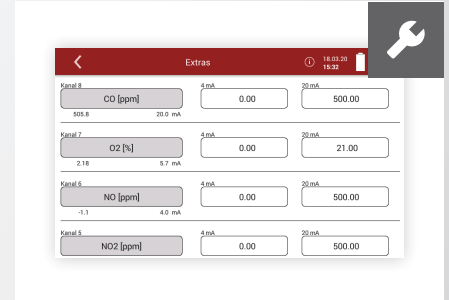 Extras
18.03.20
15:32
Kanal 8 4 mA 20 mA
CO [ppm] 0.00 500.00
505.8 20.0 mA
Kanal 7 4 mA 20 mA
O2 [%] 0.00 21.00
2.18 5.7 mA
Kanal 6 4 mA 20 mA
NO [ppm] 0.00 500.00
-1.1 4.0 mA
Kanal 5 4 mA 20 mA
NO2 [ppm] 0.00 500.00